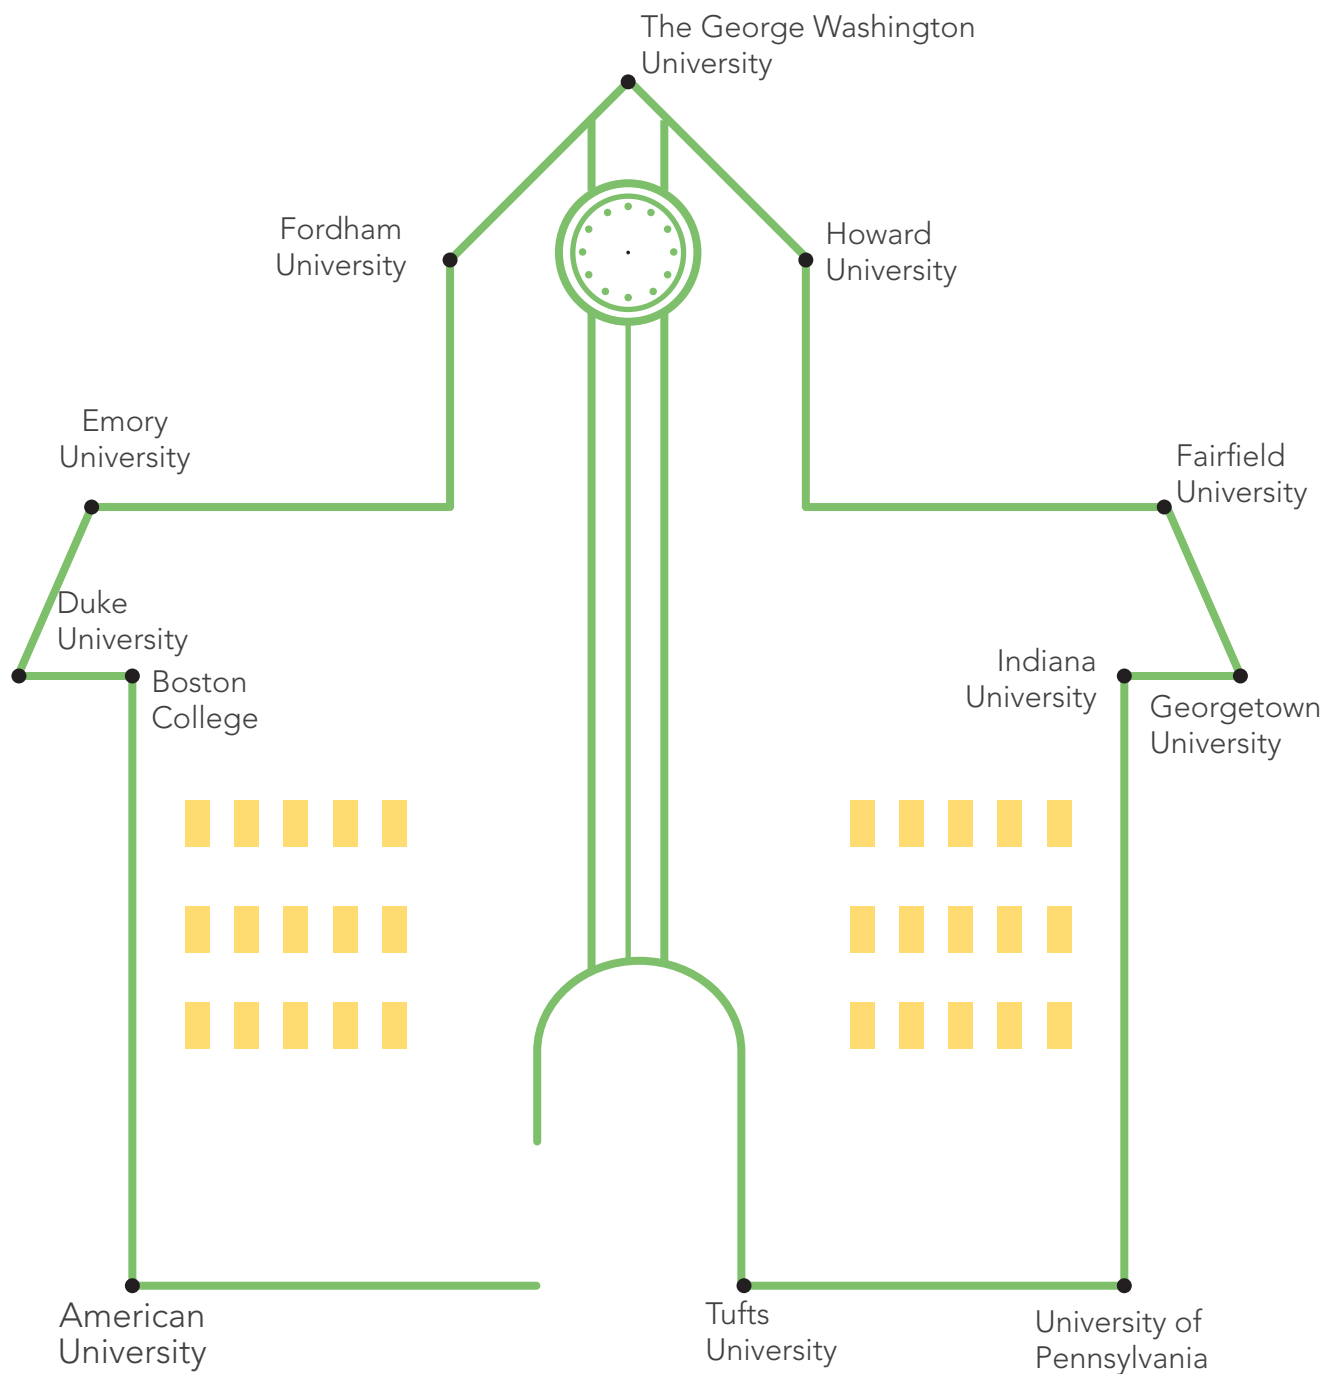 The George Washington
University
Fordham
University
Howard
University
Emory
University
Fairfield
University
Duke
University
Boston
College
Indiana
University
Georgetown
University
American
University
Tufts
University
University of
Pennsylvania